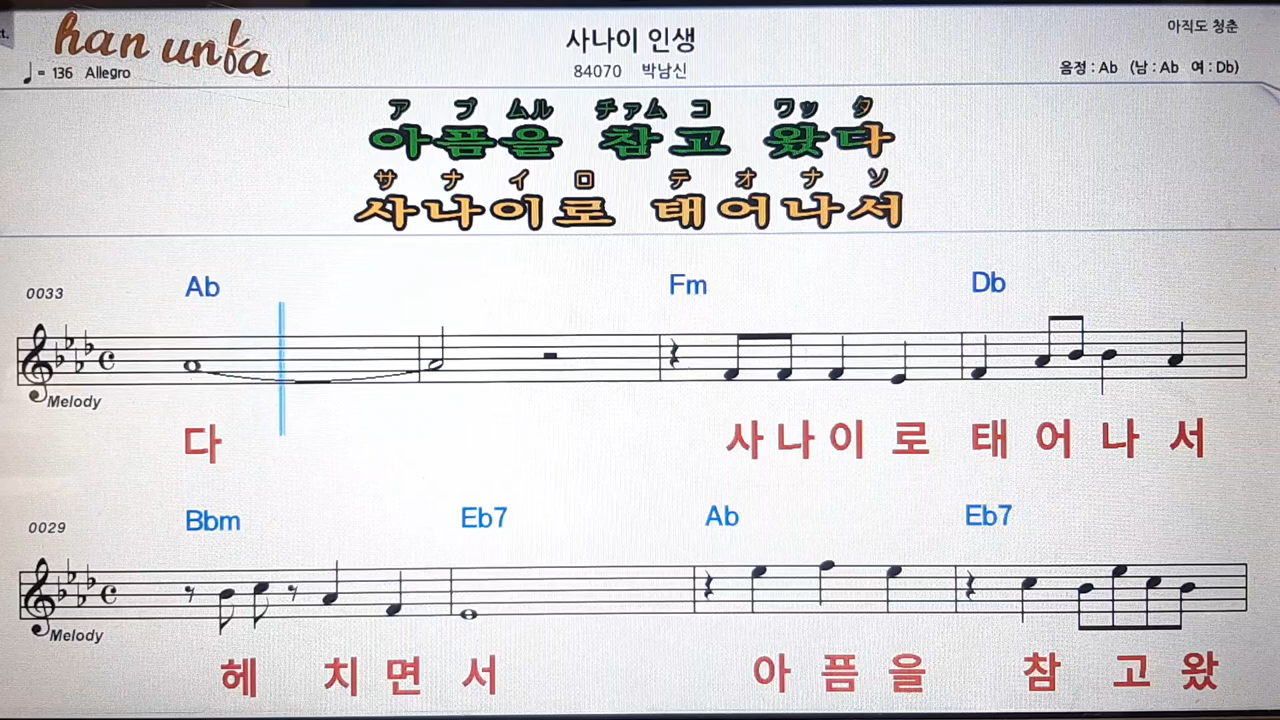 ct.
han unfa
사나이 인생
아직도 청춘
♩= 136 Allegro
84070 박남신
음정 : Ab (남 : Ab 여 : Db)
ア プ ムル チァム コ ワッ タ
아픔을 참고 왔다
サ ナ イ ロ テ オ ナ ソ
사나이로 태어나서
0033
Ab Fm Db
Melody
다 사 나 이 로 태 어 나 서
0029
Bbm Eb7 Ab Eb7
Melody
헤 치 면 서 아 픔 을 참 고 왔